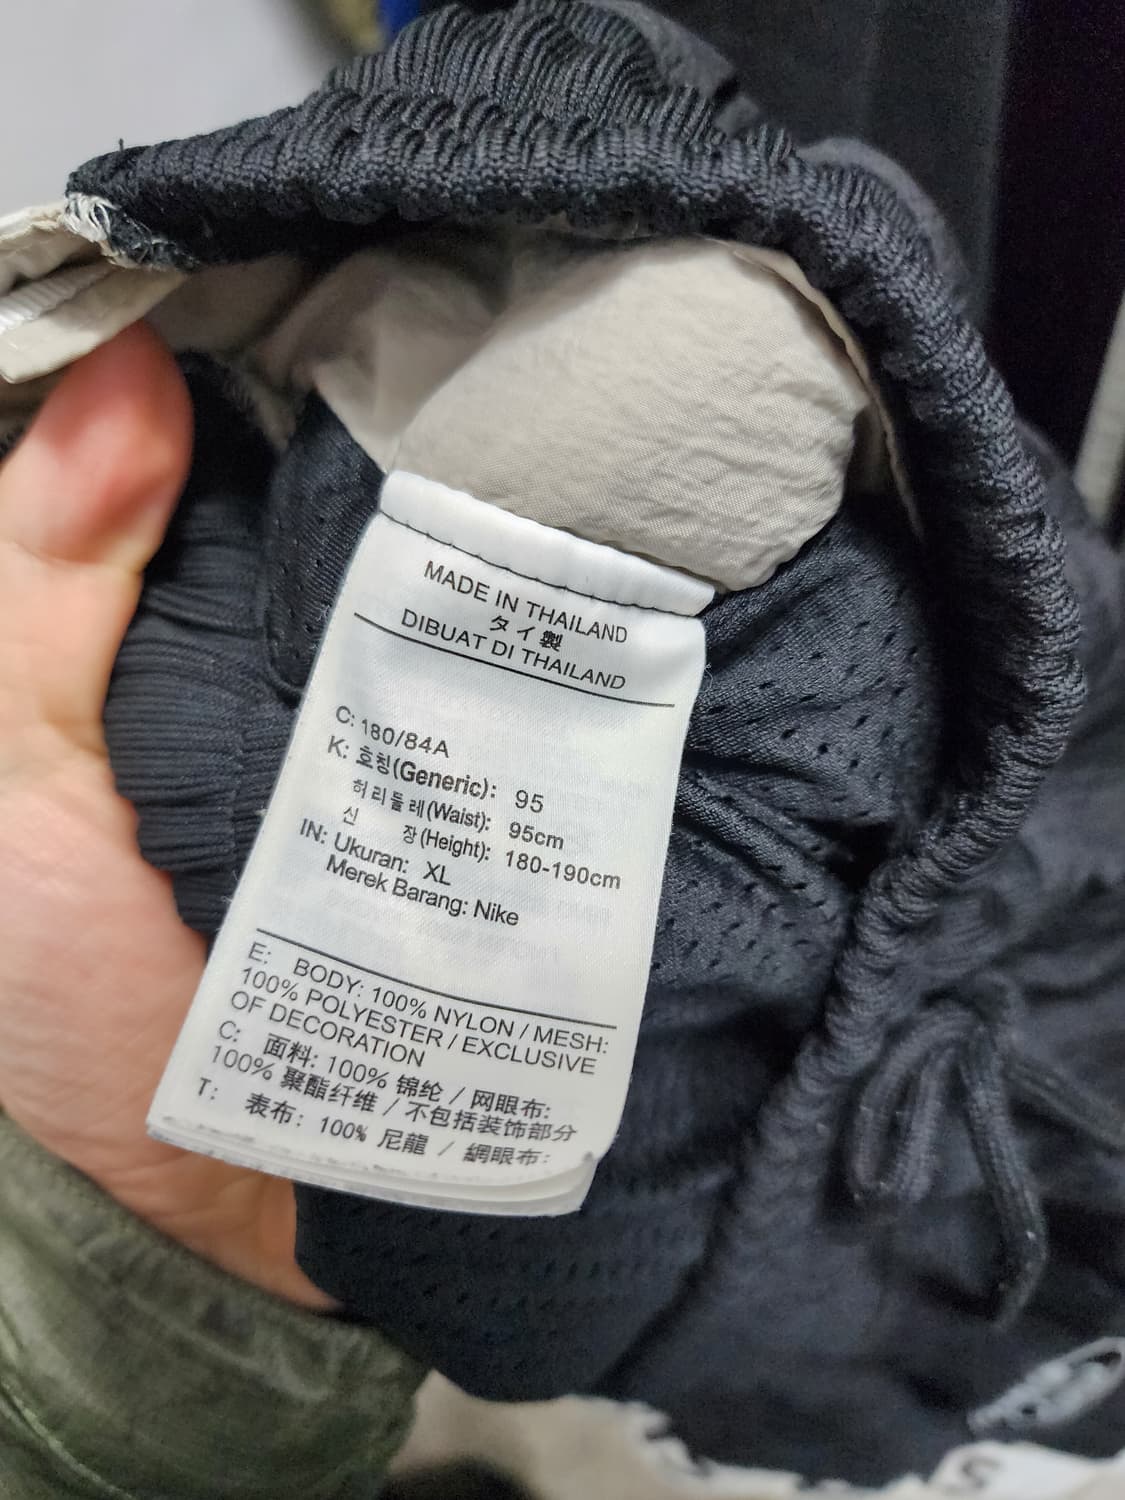 MADE IN THAILAND
タイ製
DIBUAT DI THAILAND
C: 180/84A
K: 호칭(Generic): 95
허리둘레(Waist): 95cm
신 장(Height): 180-190cm
IN: Ukuran: XL
Merek Barang: Nike
E: BODY: 100% NYLON / MESH:
100% POLYESTER / EXCLUSIVE
OF DECORATION
C: 面料: 100% 锦纶 / 网眼布:
100% 聚酯纤维 / 不包括装饰部分
T: 表布: 100% 尼龍 / 網眼布: